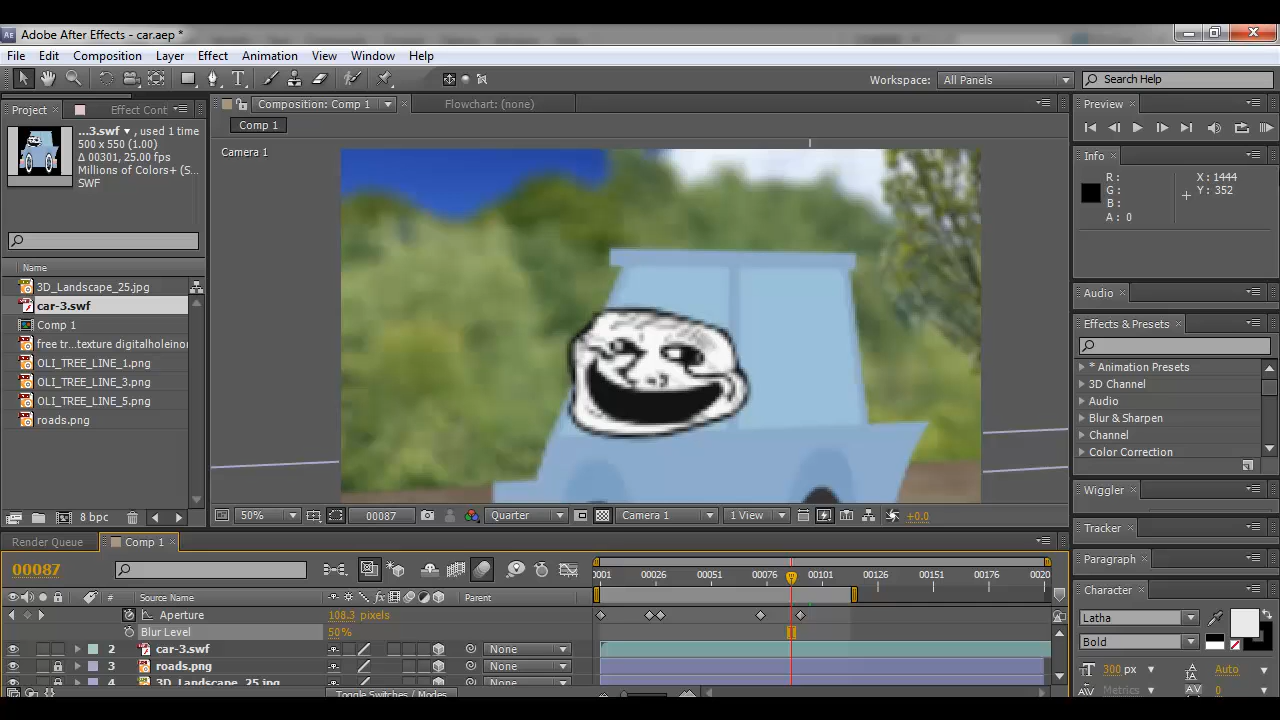 Adobe After Effects - car.aep *
File Edit Composition Layer Effect Animation View Window Help
Workspace: All Panels
Search Help
Project
Effect Cont
...3.swf ▼, used 1 time
500 x 550 (1.00)
Δ 00301, 25.00 fps
Millions of Colors+ (S...
SWF
Name
3D_Landscape_25.jpg
car-3.swf
Comp 1
free tr...texture digitalholeinor
OLI_TREE_LINE_1.png
OLI_TREE_LINE_3.png
OLI_TREE_LINE_5.png
roads.png
8 bpc
Composition: Comp 1
Flowchart: (none)
Comp 1
Camera 1
50%
00087
Quarter
Camera 1
1 View
+0.0
Preview
Info
R :
G :
B :
A : 0
X : 1444
Y : 352
Audio
Effects & Presets
* Animation Presets
3D Channel
Audio
Blur & Sharpen
Channel
Color Correction
Wiggler
Tracker
Paragraph
Character
Latha
Bold
300 px
Auto
Metrics
0
Render Queue
Comp 1
00087
0001 00026 00051 00076 00101 00126 00151 00176 0020
# Source Name
Parent
Aperture 108.3 pixels
Blur Level 50%
2 car-3.swf None
3 roads.png None
4 3D_Landscape_25.jpg None
Toggle Switches / Modes